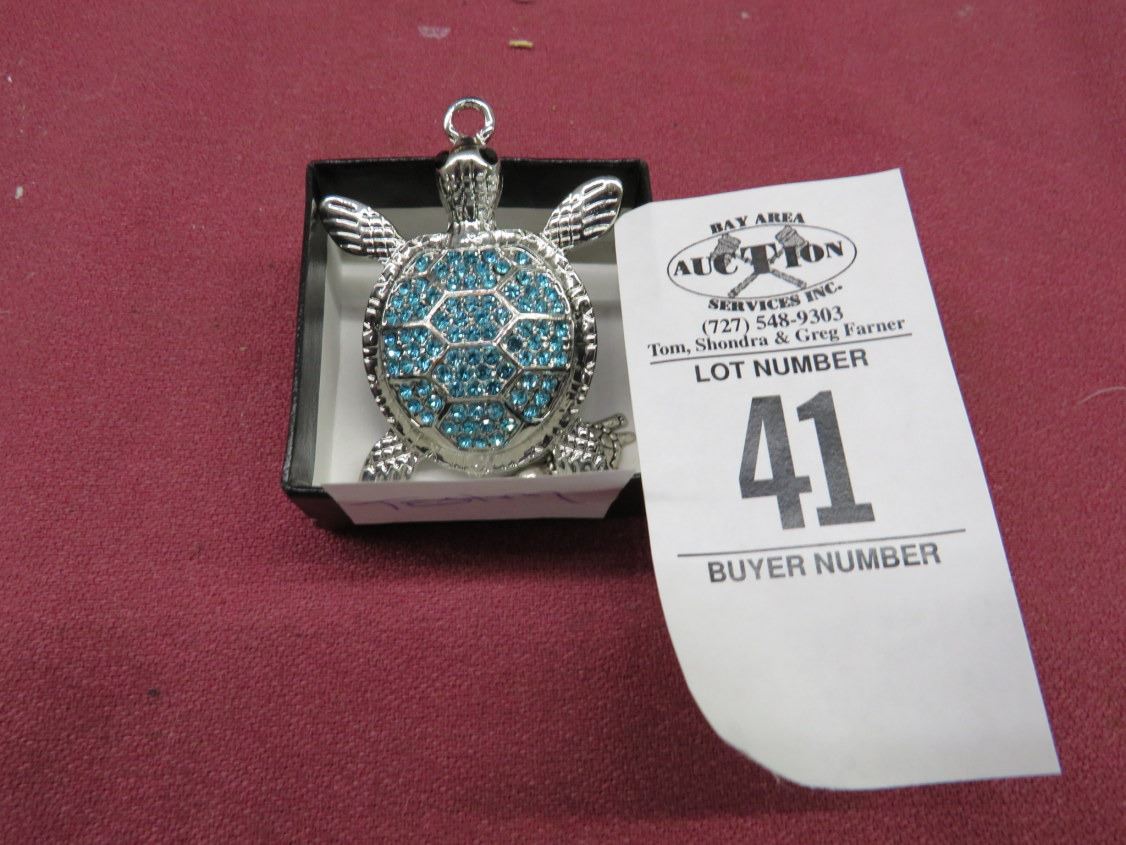 BAY AREA
AUCTION
SERVICES INC.
(727) 548-9303
Tom, Shondra & Greg Farner
LOT NUMBER
41
BUYER NUMBER